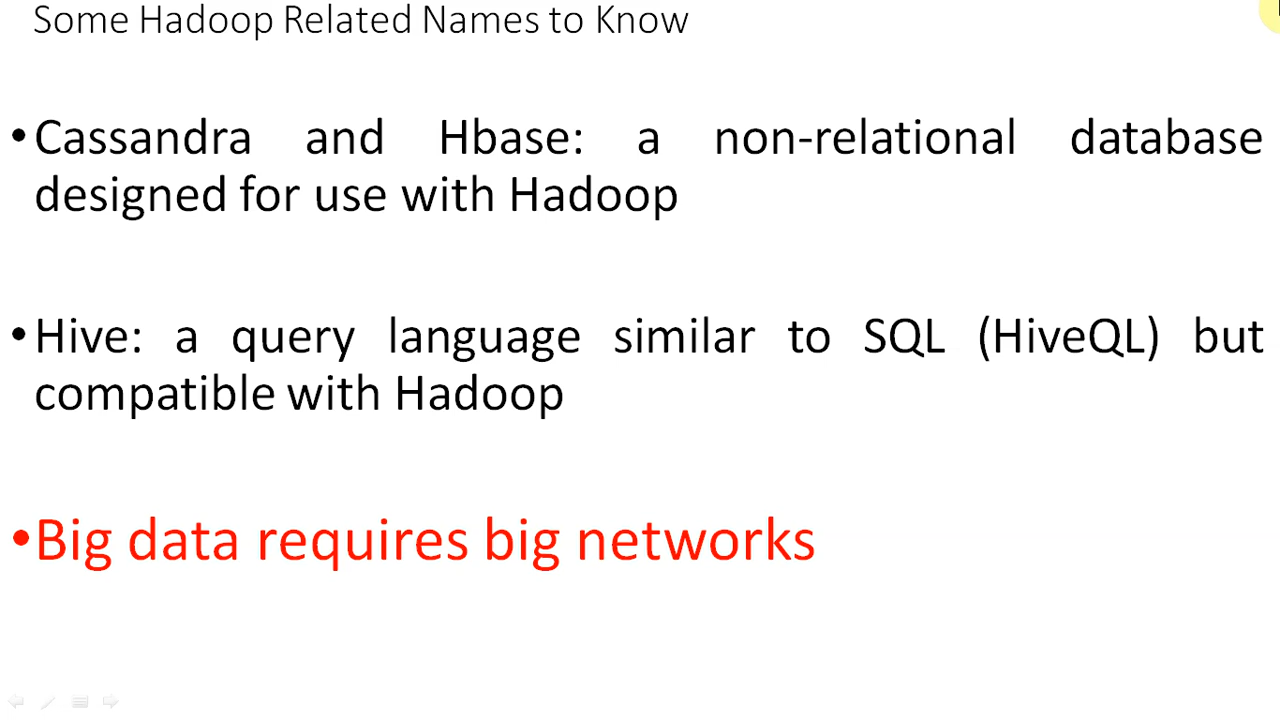 Some Hadoop Related Names to Know
•Cassandra and Hbase: a non-relational database
designed for use with Hadoop
•Hive: a query language similar to SQL (HiveQL) but
compatible with Hadoop
•Big data requires big networks